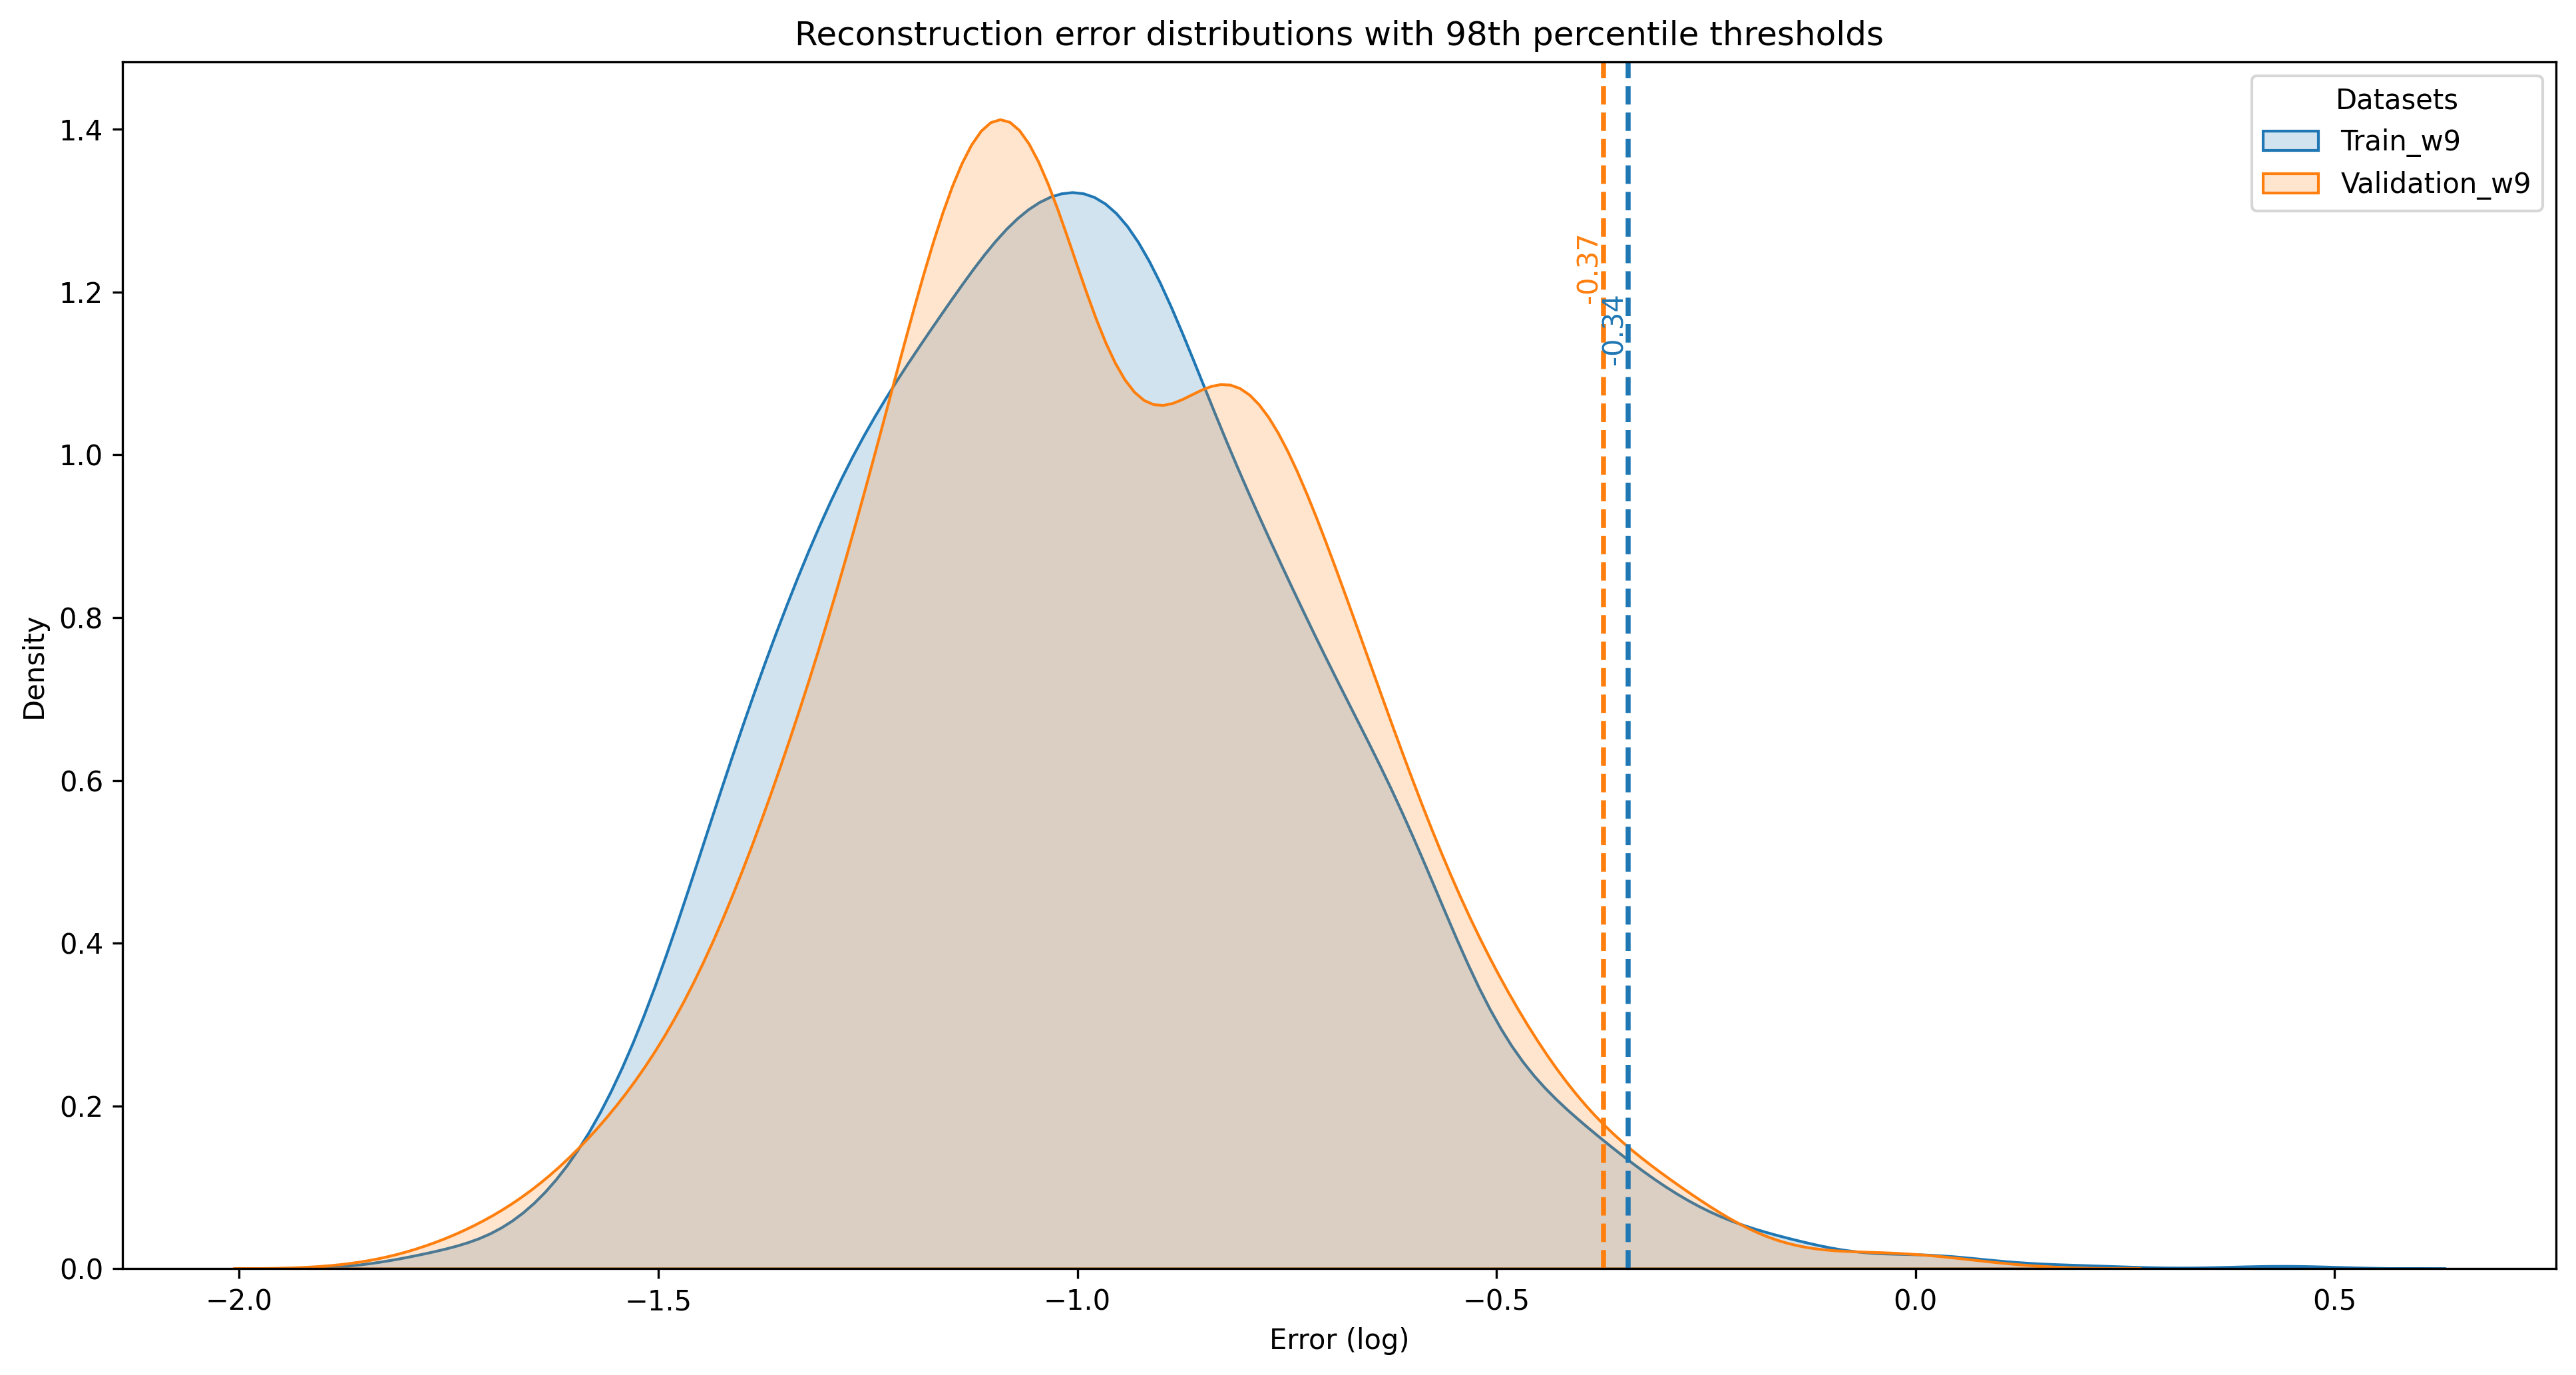 Reconstruction error distributions with 98th percentile thresholds
Datasets
Train_w9
Validation_w9
-0.37
-0.34
Density
1.4
1.2
1.0
0.8
0.6
0.4
0.2
0.0
−2.0 −1.5 −1.0 −0.5 0.0 0.5
Error (log)